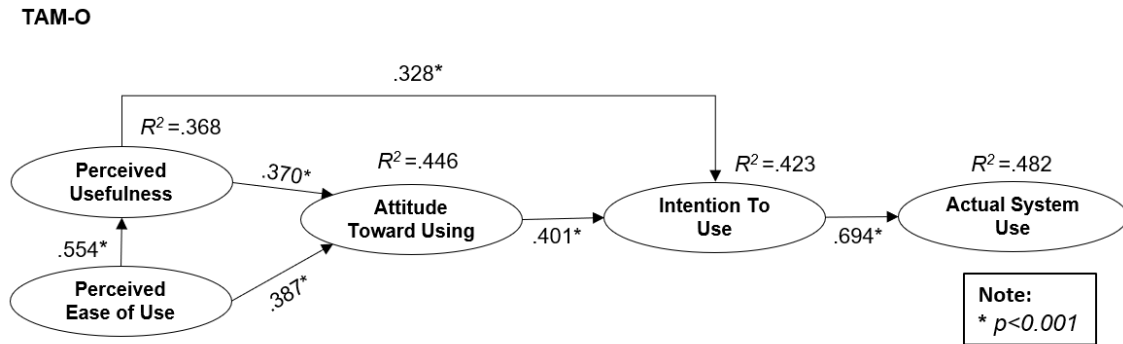 TAM-O
.328*
R² =.368
Perceived
Usefulness
.370*
R² =.446
Attitude
Toward Using
R² =.423
Intention To
Use
R² =.482
Actual System
Use
.554*
.401*
.694*
Perceived
Ease of Use
.387*
Note:
* p<0.001